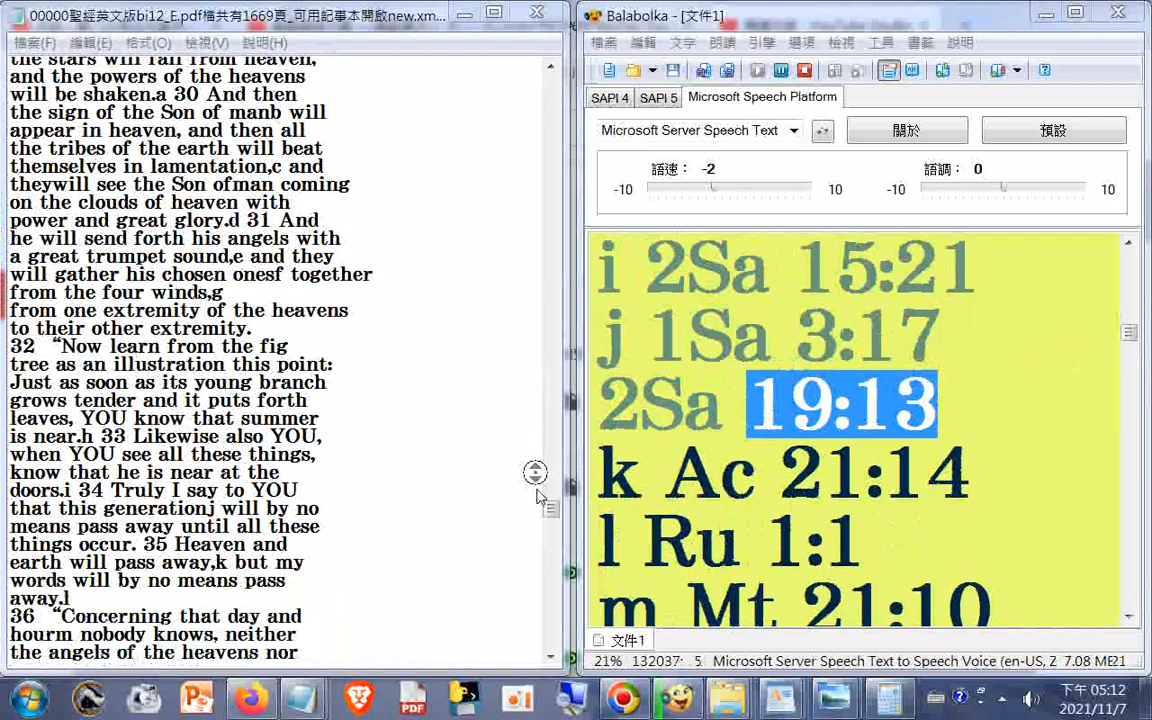 00000聖經英文版bi12_E.pdf檔共有1669頁_可用記事本開啟new.xm...
檔案(F) 編輯(E) 格式(O) 檢視(V) 說明(H)
the stars will fall from heaven,
and the powers of the heavens
will be shaken.a 30 And then
the sign of the Son of manb will
appear in heaven, and then all
the tribes of the earth will beat
themselves in lamentation,c and
theywill see the Son ofman coming
on the clouds of heaven with
power and great glory.d 31 And
he will send forth his angels with
a great trumpet sound,e and they
will gather his chosen onesf together
from the four winds,g
from one extremity of the heavens
to their other extremity.
32 “Now learn from the fig
tree as an illustration this point:
Just as soon as its young branch
grows tender and it puts forth
leaves, YOU know that summer
is near.h 33 Likewise also YOU,
when YOU see all these things,
know that he is near at the
doors.i 34 Truly I say to YOU
that this generationj will by no
means pass away until all these
things occur. 35 Heaven and
earth will pass away,k but my
words will by no means pass
away.l
36 “Concerning that day and
hourm nobody knows, neither
the angels of the heavens nor
Balabolka - [文件1]
檔案 編輯 文字 朗讀 引擎 選項 檢視 工具 書籤 說明
SAPI 4 SAPI 5 Microsoft Speech Platform
Microsoft Server Speech Text 關於 預設
語速： -2 語調： 0
-10 10 -10 10
i 2Sa 15:21
j 1Sa 3:17
2Sa 19:13
k Ac 21:14
l Ru 1:1
m Mt 21:10
文件1
21% 132037: Microsoft Server Speech Text to Speech Voice (en-US, Z 7.08 ME21
PDF
下午 05:12
2021/11/7